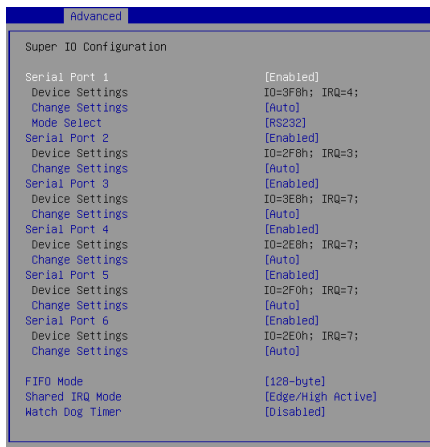 Advanced
Super IO Configuration
Serial Port 1 [Enabled]
Device Settings IO=3F8h; IRQ=4;
Change Settings [Auto]
Mode Select [RS232]
Serial Port 2 [Enabled]
Device Settings IO=2F8h; IRQ=3;
Change Settings [Auto]
Serial Port 3 [Enabled]
Device Settings IO=3E8h; IRQ=7;
Change Settings [Auto]
Serial Port 4 [Enabled]
Device Settings IO=2E8h; IRQ=7;
Change Settings [Auto]
Serial Port 5 [Enabled]
Device Settings IO=2F0h; IRQ=7;
Change Settings [Auto]
Serial Port 6 [Enabled]
Device Settings IO=2E0h; IRQ=7;
Change Settings [Auto]
FIFO Mode [128-byte]
Shared IRQ Mode [Edge/High Active]
Watch Dog Timer [Disabled]